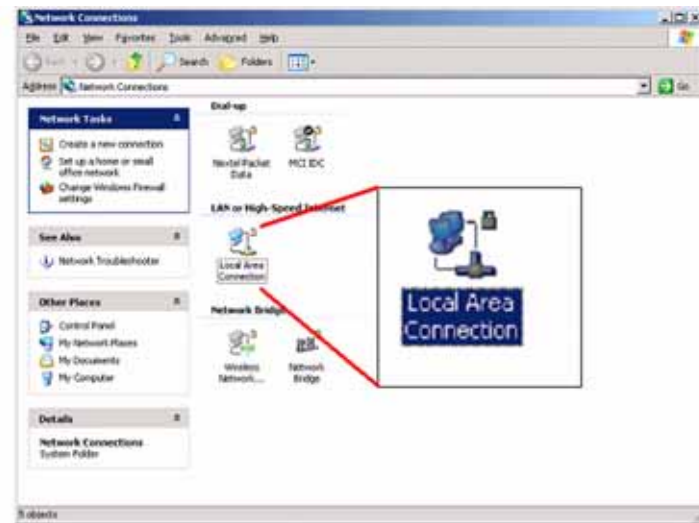 Network Connections
File Edit View Favorites Tools Advanced Help
Back Search Folders
Address Network Connections Go
Network Tasks
Create a new connection
Set up a home or small
office network
Change Windows Firewall
settings
See Also
Network Troubleshooter
Other Places
Control Panel
My Network Places
My Documents
My Computer
Details
Network Connections
System Folder
Dial-up
Nextel Packet
Data
MCI IDC
LAN or High-Speed Internet
Local Area
Connection
Network Bridge
Wireless
Network...
Network
Bridge
Local Area
Connection
5 objects